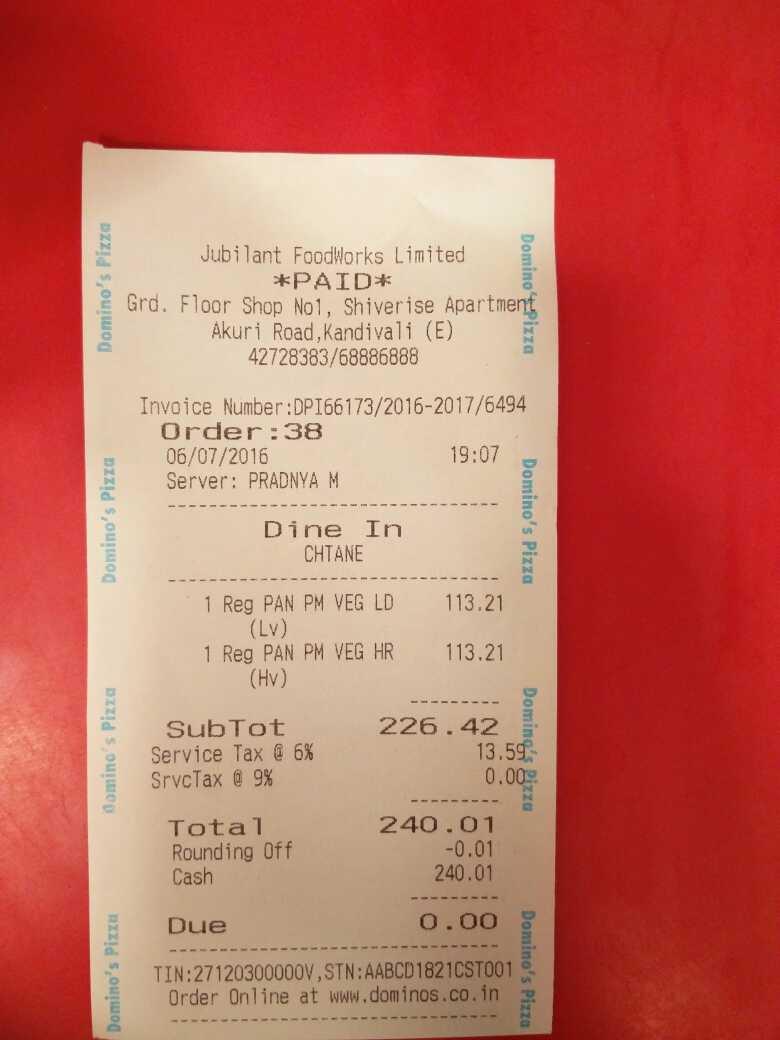 Jubilant FoodWorks Limited
*PAID*
Grd. Floor Shop No1, Shiverise Apartment
Akuri Road,Kandivali (E)
42728383/68886888
Invoice Number:DPI66173/2016-2017/6494
Order:38
06/07/2016 19:07
Server: PRADNYA M
--------------------------------
Dine In
CHTANE
--------------------------------
1 Reg PAN PM VEG LD 113.21
(Lv)
1 Reg PAN PM VEG HR 113.21
(Hv)
---------
SubTot 226.42
Service Tax @ 6% 13.59
SrvcTax @ 9% 0.00
---------
Total 240.01
Rounding Off -0.01
Cash 240.01
---------
Due 0.00
--------------------------------
TIN:27120300000V,STN:AABCD1821CST001
Order Online at www.dominos.co.in
--------------------------------
Domino's Pizza
Domino's Pizza
Domino's Pizza
Domino's Pizza
Domino's Pizza
Domino's Pizza
Domino's Pizza
Domino's Pizza